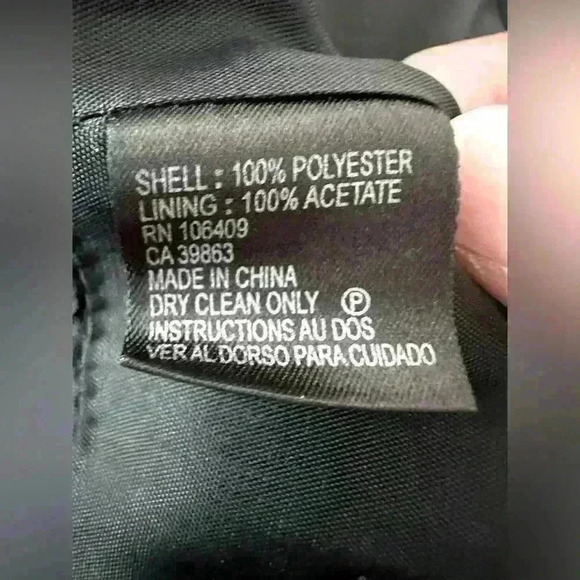 SHELL : 100% POLYESTER
LINING : 100% ACETATE
RN 106409
CA 39863
MADE IN CHINA
DRY CLEAN ONLY Ⓟ
INSTRUCTIONS AU DOS
VER AL DORSO PARA CUIDADO